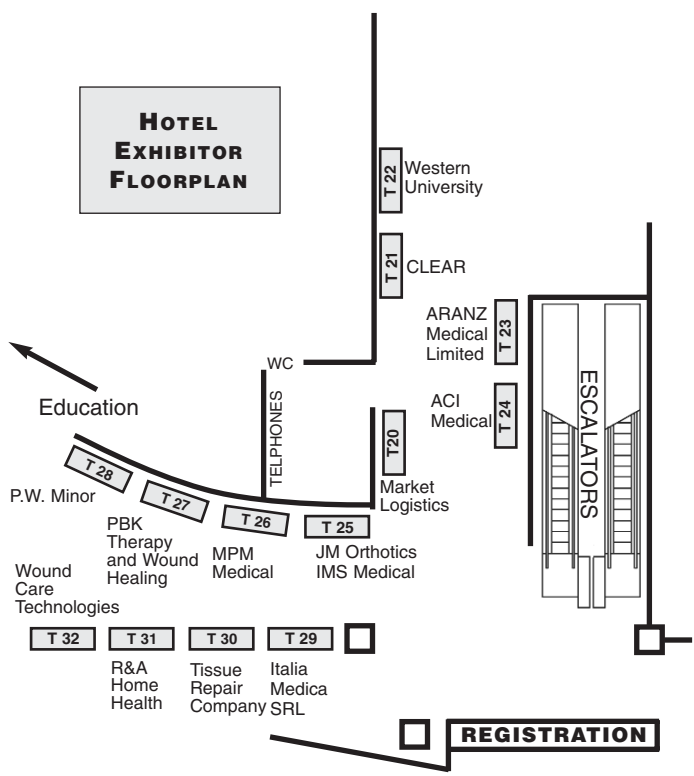 HOTEL
EXHIBITOR
FLOORPLAN
T 22
Western
University
T 21
CLEAR
ARANZ
Medical
Limited
T 23
WC
ESCALATORS
Education
TELPHONES
ACI
Medical
T 24
T20
Market
Logistics
T 28
P.W. Minor
T 27
PBK
Therapy
and Wound
Healing
T 26
MPM
Medical
T 25
JM Orthotics
IMS Medical
Wound
Care
Technologies
T 32
T 31
R&A
Home
Health
T 30
Tissue
Repair
Company
T 29
Italia
Medica
SRL
REGISTRATION